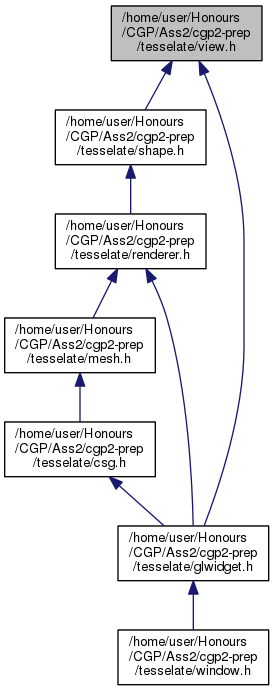 /home/user/Honours
/CGP/Ass2/cgp2-prep
/tesselate/view.h
/home/user/Honours
/CGP/Ass2/cgp2-prep
/tesselate/shape.h
/home/user/Honours
/CGP/Ass2/cgp2-prep
/tesselate/renderer.h
/home/user/Honours
/CGP/Ass2/cgp2-prep
/tesselate/mesh.h
/home/user/Honours
/CGP/Ass2/cgp2-prep
/tesselate/csg.h
/home/user/Honours
/CGP/Ass2/cgp2-prep
/tesselate/glwidget.h
/home/user/Honours
/CGP/Ass2/cgp2-prep
/tesselate/window.h